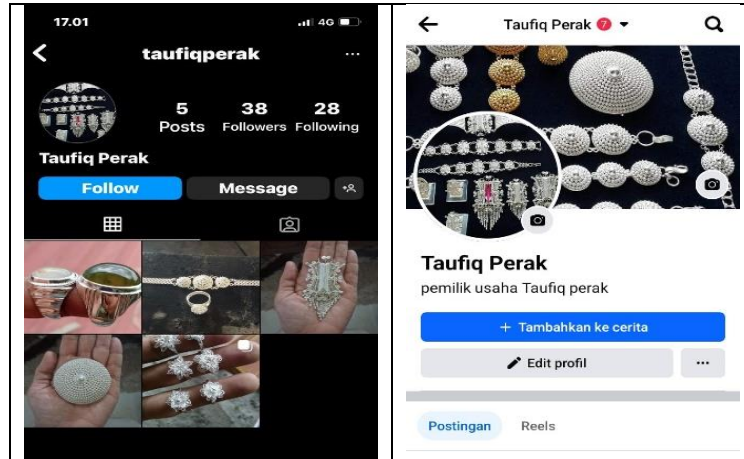 17.01
4G
taufiqperak
5 38 28
Posts Followers Following
Taufiq Perak
Follow Message
Taufiq Perak 7
Taufiq Perak
pemilik usaha Taufiq perak
+ Tambahkan ke cerita
Edit profil
Postingan Reels